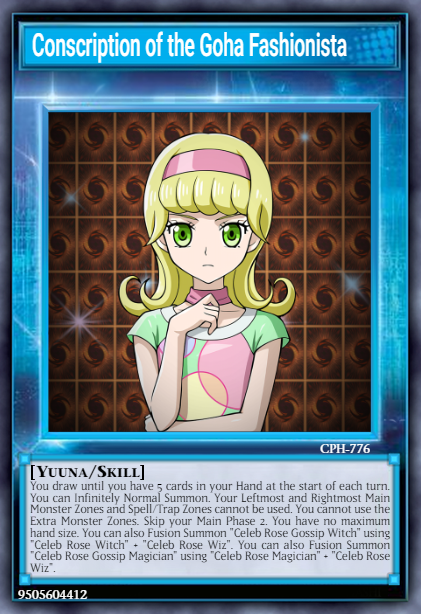 Conscription of the Goha Fashionista
CPH-776
[Yuuna/Skill]
You draw until you have 5 cards in your Hand at the start of each turn.
You can Infinitely Normal Summon. Your Leftmost and Rightmost Main
Monster Zones and Spell/Trap Zones cannot be used. You cannot use the
Extra Monster Zones. Skip your Main Phase 2. You have no maximum
hand size. You can also Fusion Summon "Celeb Rose Gossip Witch" using
"Celeb Rose Witch" + "Celeb Rose Wiz". You can also Fusion Summon
"Celeb Rose Gossip Magician" using "Celeb Rose Magician" + "Celeb Rose
Wiz".
9505604412